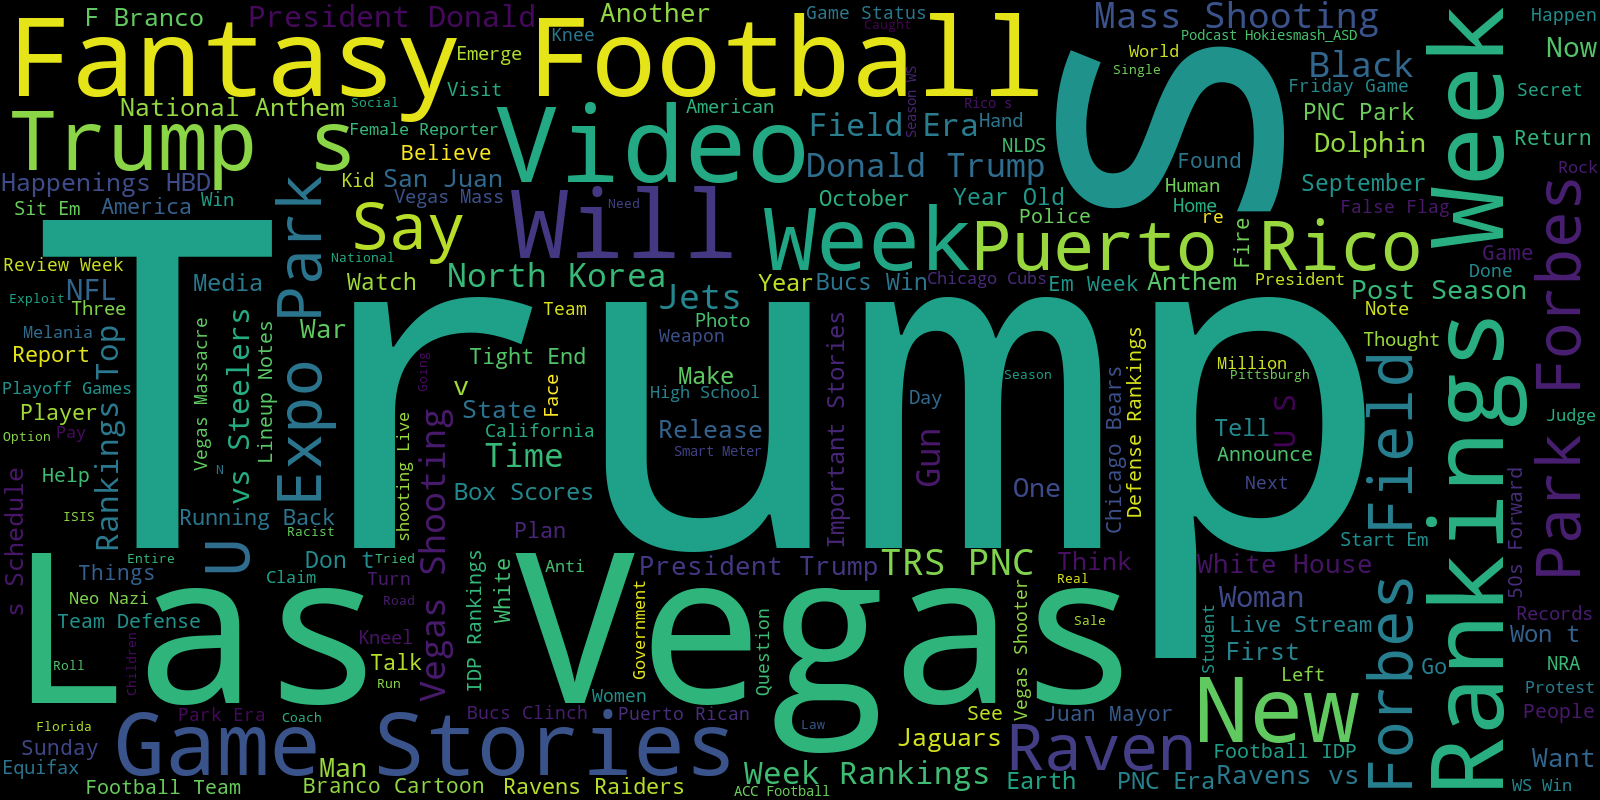 F Branco
President Donald
Another
Game Status
Caught
Mass Shooting
Happen
Fantasy Football
Knee
Emerge
Podcast Hokiesmash_ASD
World
Single
S
Black
Week
Now
Visit
Season WS
Friday Game
Secret
National Anthem
Social
American
Rico s
Trump s
Video
Field Era
Hand
PNC Park
Female Reporter
Believe
NLDS
Dolphin
Return
Donald Trump
Found
Rock
Happenings HBD
Kid
San Juan
Human
September
Vegas Mass
October
Year Old
Home
False Flag
Sit Em
America
Win
Say
Will
Need
Week
Police
re
Puerto Rico
Fire
Park Forbes
National
Game
Review Week
Media
Expo Park
Watch
North Korea
Year
Bucs Win
Chicago Cubs
Em Week
Anthem
President
Done
Exploit
NFL
Jets
Post Season
Three
Trump
Team
Photo
Note
Melania
Top
War
Weapon
Thought
Report
Tight End
Important Stories
Million
Playoff Games
Vegas Massacre
vs Steelers
Lineup Notes
Going
v
Face
Make
Season
Pittsburgh
High School
Day
Defense Rankings
Player
State
U S
Judge
Option
Pay
Rankings
shooting Live
California
Release
Gun
Chicago Bears
Tell
Field
Rankings
Time
Smart Meter
Announce
Help
N
s Schedule
Box Scores
One
Next
ISIS
Running Back
Racist
Plan
U
Vegas Shooting
Start Em
5Os Forward
Entire
Don t
Tried
President Trump
TRS PNC
Think
White House
Things
Claim
Turn
Anti
Real
Neo Nazi
Road
IDP Rankings
White
Government
Woman
Forbes
Records
Team Defense
Las Vegas
Sale
Student
Live Stream
Won t
Kneel
Question
Vegas Shooter
First
Children
Roll
Talk
Left
Go
NRA
Run
Women
New
Protest
Park Era
Coach
Bucs Clinch
Puerto Rican
Law
See
Juan Mayor
People
Florida
Sunday
Game Stories
Jaguars
Raven
Football IDP
Want
Equifax
Man
Week Rankings
Earth
PNC Era
Ravens vs
Football Team
Branco Cartoon
Ravens Raiders
ACC Football
WS Win